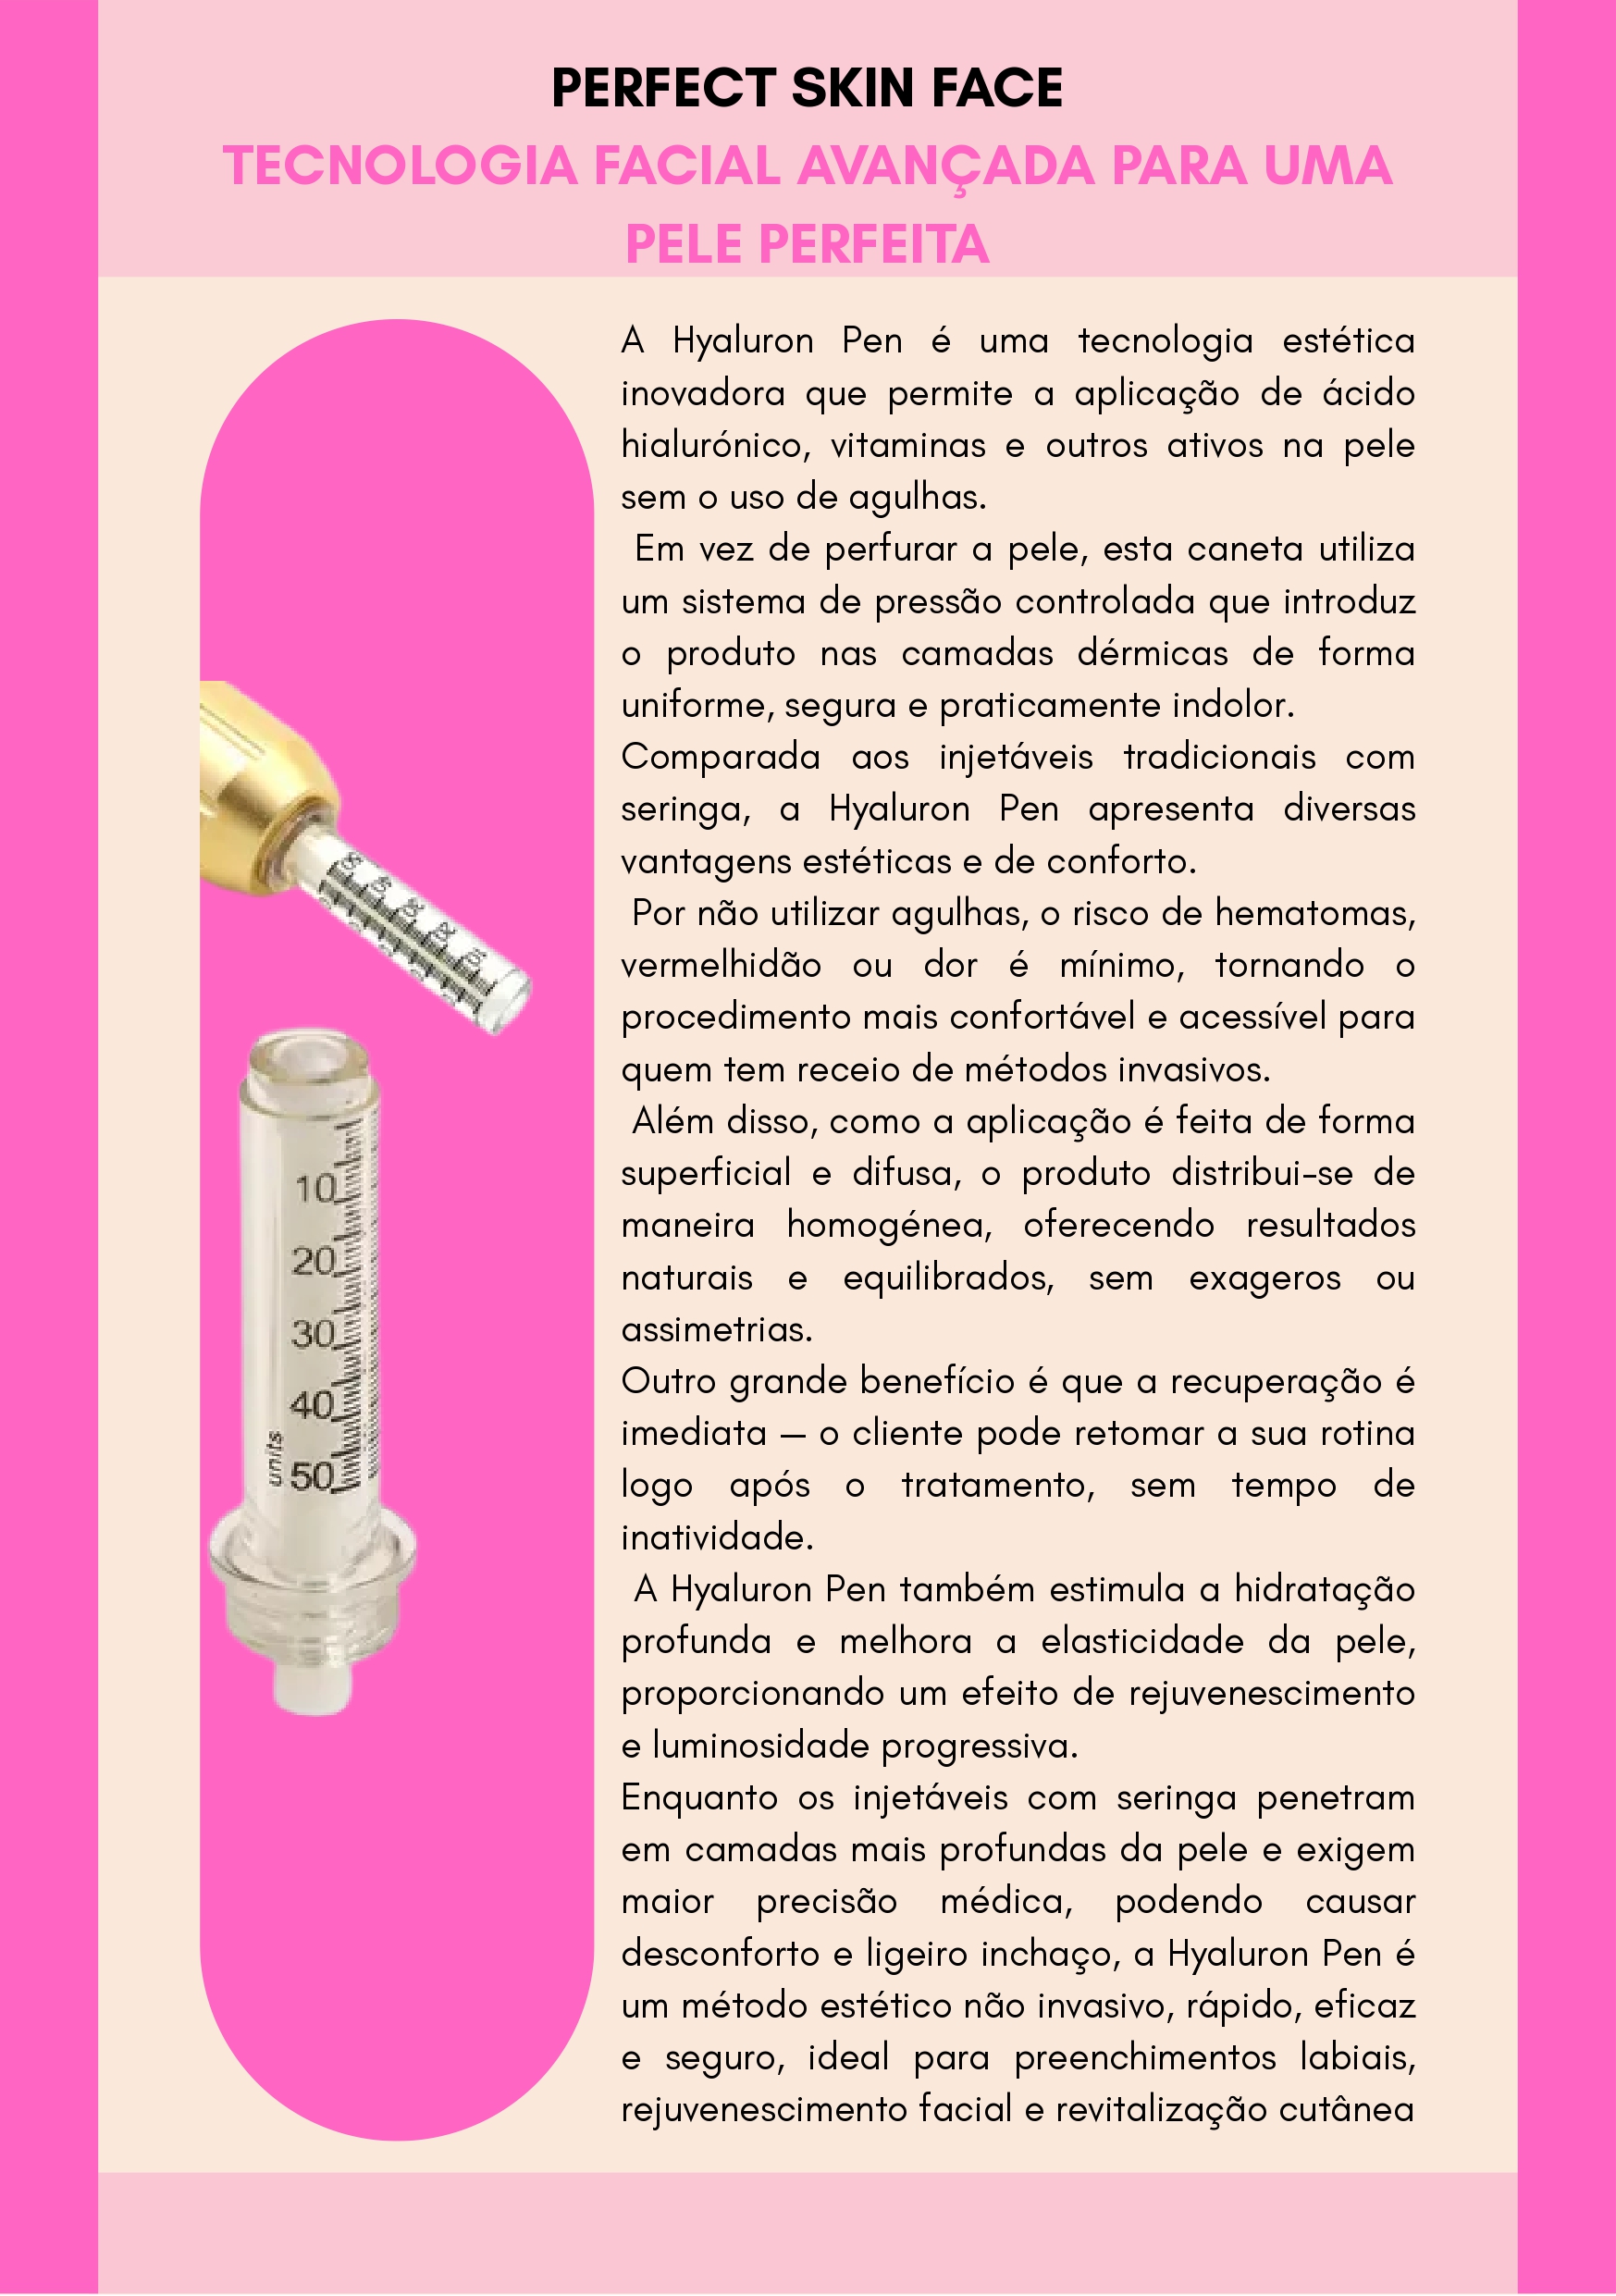 PERFECT SKIN FACE
TECNOLOGIA FACIAL AVANÇADA PARA UMA
PELE PERFEITA
A Hyaluron Pen é uma tecnologia estética
inovadora que permite a aplicação de ácido
hialurónico, vitaminas e outros ativos na pele
sem o uso de agulhas.
Em vez de perfurar a pele, esta caneta utiliza
um sistema de pressão controlada que introduz
o produto nas camadas dérmicas de forma
uniforme, segura e praticamente indolor.
Comparada aos injetáveis tradicionais com
seringa, a Hyaluron Pen apresenta diversas
vantagens estéticas e de conforto.
Por não utilizar agulhas, o risco de hematomas,
vermelhidão ou dor é mínimo, tornando o
procedimento mais confortável e acessível para
quem tem receio de métodos invasivos.
Além disso, como a aplicação é feita de forma
superficial e difusa, o produto distribui-se de
maneira homogénea, oferecendo resultados
naturais e equilibrados, sem exageros ou
assimetrias.
Outro grande benefício é que a recuperação é
imediata — o cliente pode retomar a sua rotina
logo após o tratamento, sem tempo de
inatividade.
A Hyaluron Pen também estimula a hidratação
profunda e melhora a elasticidade da pele,
proporcionando um efeito de rejuvenescimento
e luminosidade progressiva.
Enquanto os injetáveis com seringa penetram
em camadas mais profundas da pele e exigem
maior precisão médica, podendo causar
desconforto e ligeiro inchaço, a Hyaluron Pen é
um método estético não invasivo, rápido, eficaz
e seguro, ideal para preenchimentos labiais,
rejuvenescimento facial e revitalização cutânea
10
20
30
40
50
units